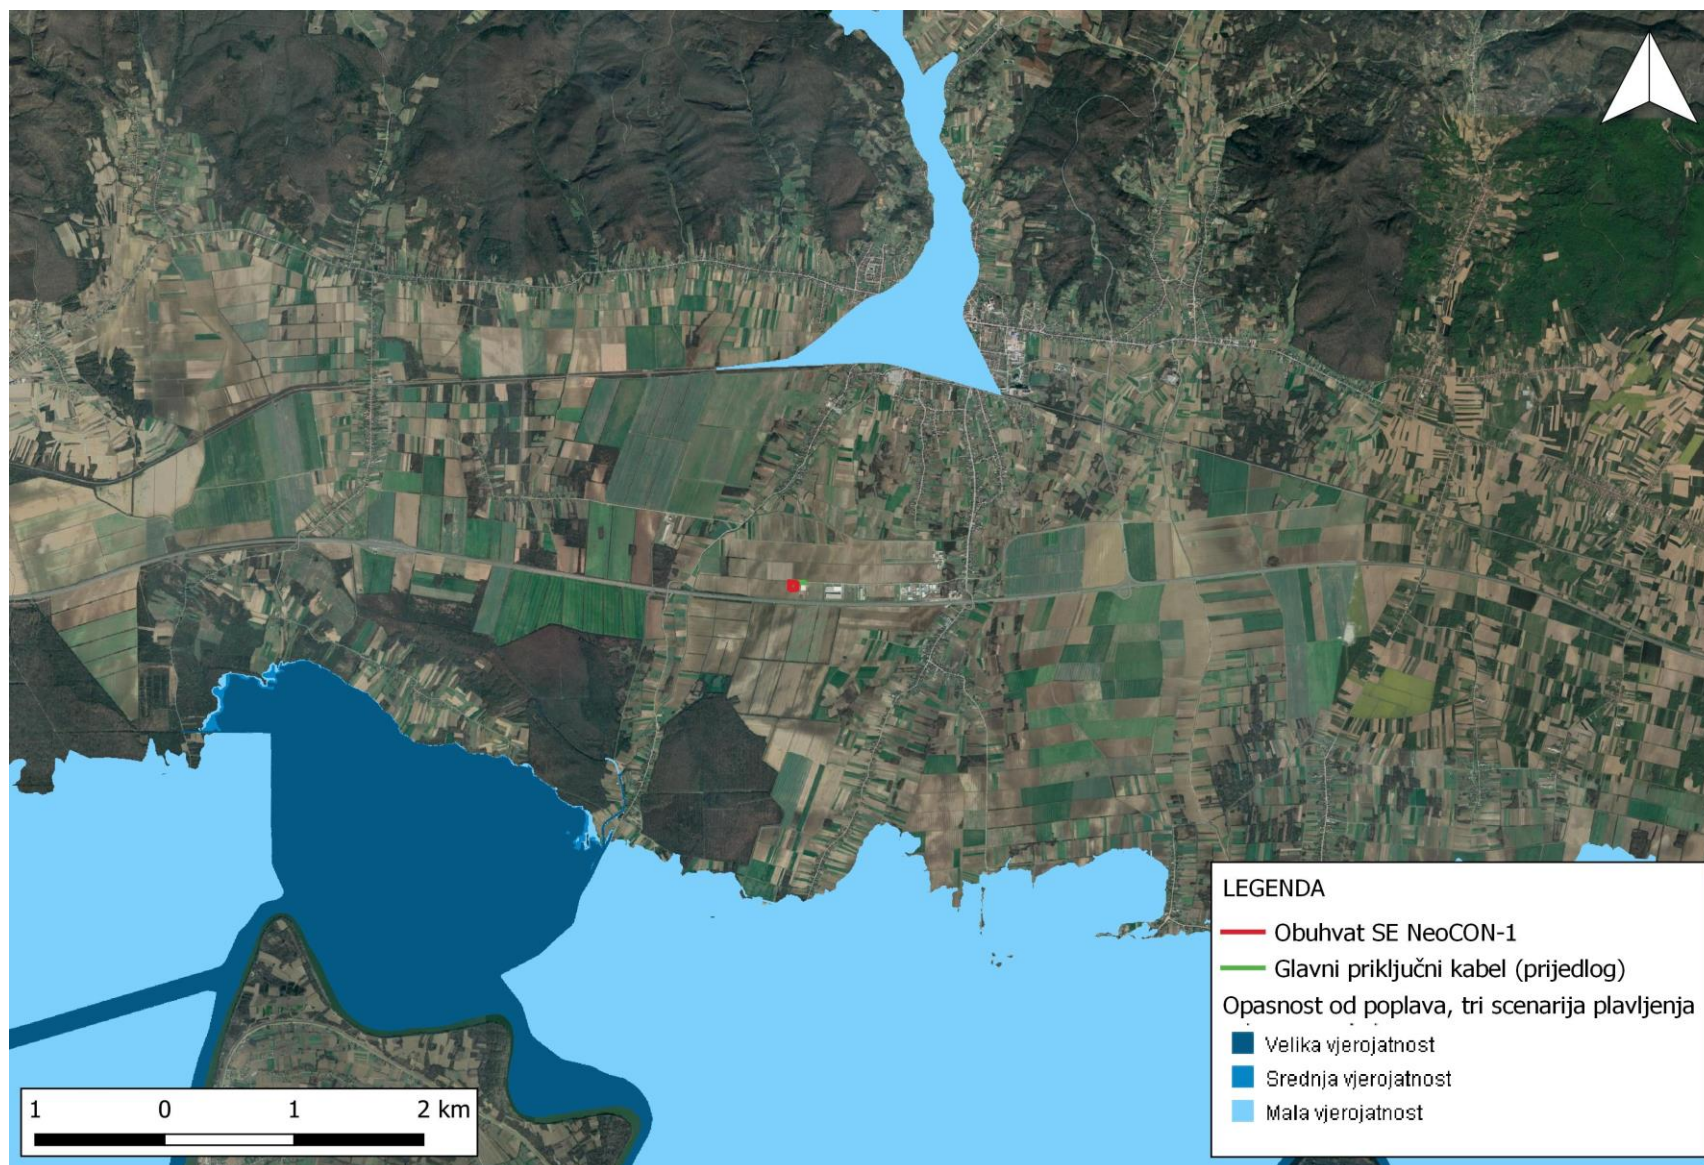 LEGENDA
Obuhvat SE NeoCON-1
Glavni priključni kabel (prijedlog)
Opasnost od poplava, tri scenarija plavljenja
Velika vjerojatnost
Srednja vjerojatnost
Mala vjerojatnost
1 0 1 2 km